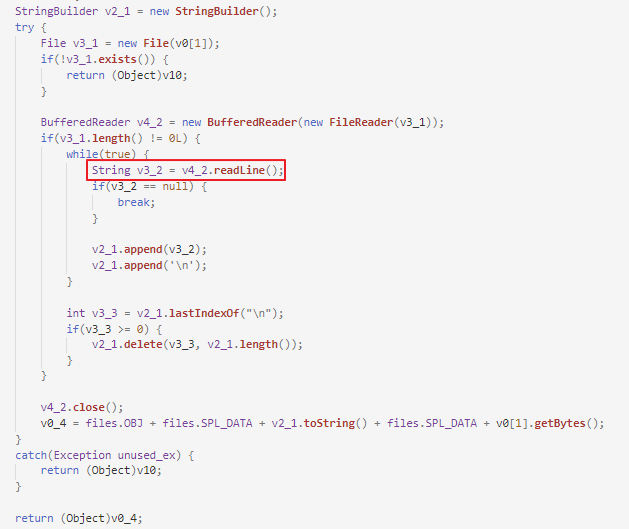 StringBuilder v2_1 = new StringBuilder();
try {
File v3_1 = new File(v0[1]);
if(!v3_1.exists()) {
return (Object)v10;
}
BufferedReader v4_2 = new BufferedReader(new FileReader(v3_1));
if(v3_1.length() != 0L) {
while(true) {
String v3_2 = v4_2.readLine();
if(v3_2 == null) {
break;
}
v2_1.append(v3_2);
v2_1.append('\n');
}
int v3_3 = v2_1.lastIndexOf("\n");
if(v3_3 >= 0) {
v2_1.delete(v3_3, v2_1.length());
}
}
v4_2.close();
v0_4 = files.OBJ + files.SPL_DATA + v2_1.toString() + files.SPL_DATA + v0[1].getBytes();
}
catch(Exception unused_ex) {
return (Object)v10;
}
return (Object)v0_4;